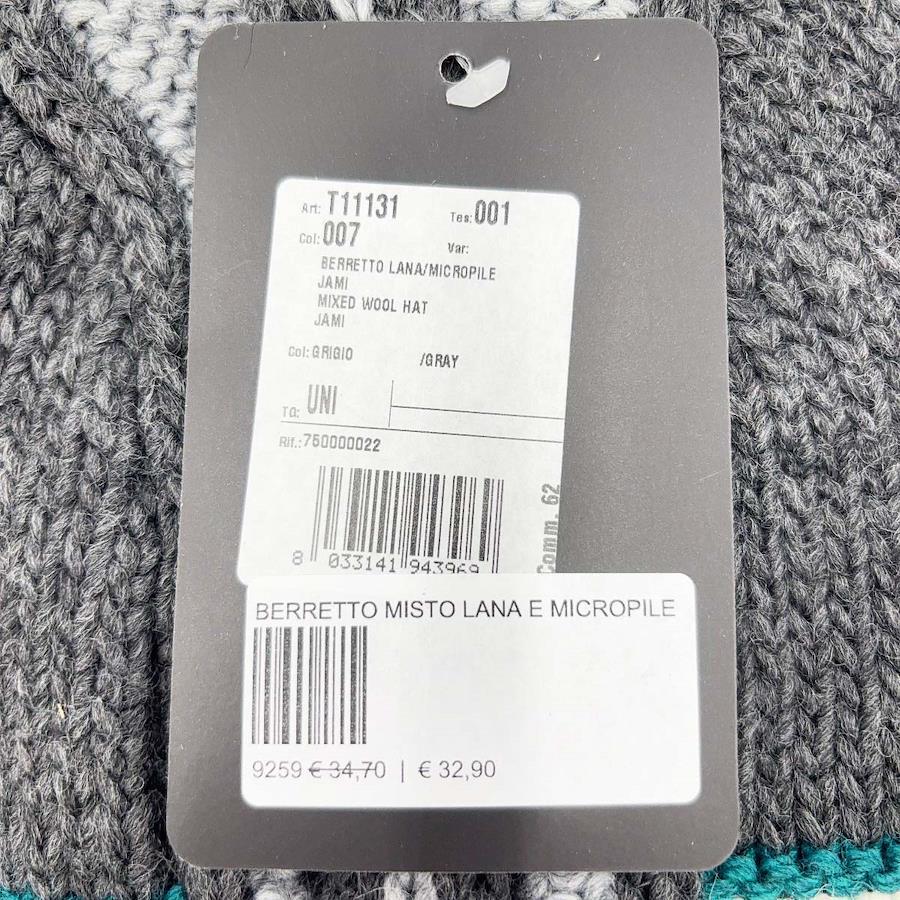 Art: T11131 Tes: 001
Col: 007 Var:
BERRETTO LANA/MICROPILE
JAMI
MIXED WOOL HAT
JAMI
Col: GRIGIO /GRAY
TG: UNI
Rif.: 750000022
8 033141 943969
Comm. 62
BERRETTO MISTO LANA E MICROPILE
9259 € 34,70 | € 32,90